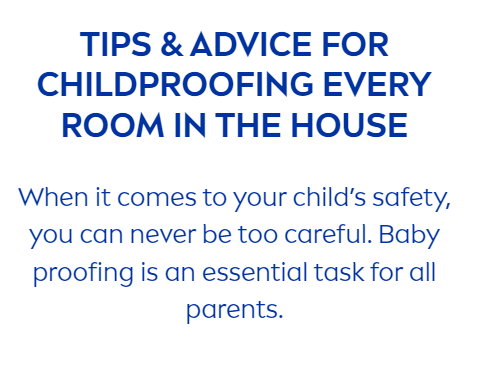 TIPS & ADVICE FOR
CHILDPROOFING EVERY
ROOM IN THE HOUSE
When it comes to your child's safety,
you can never be too careful. Baby
proofing is an essential task for all
parents.